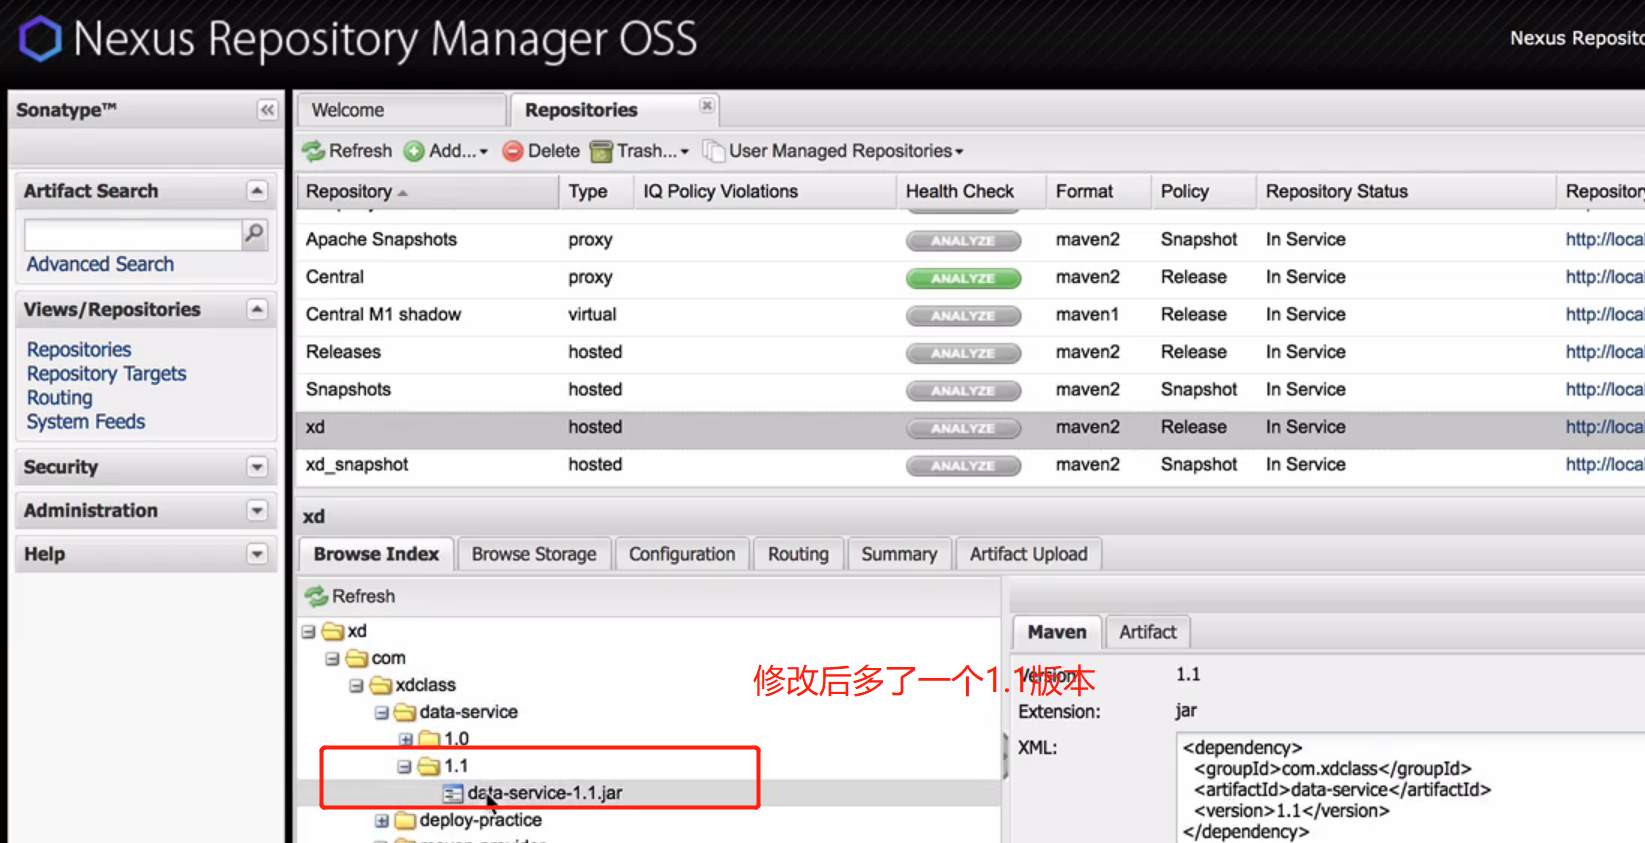 Nexus Repository Manager OSS
Sonatype™
Artifact Search
Advanced Search
Views/Repositories
Repositories
Repository Targets
Routing
System Feeds
Security
Administration
Help
Welcome
Repositories
Refresh Add... Delete Trash... User Managed Repositories
Repository Type IQ Policy Violations Health Check Format Policy Repository Status Repository
Apache Snapshots proxy ANALYZE maven2 Snapshot In Service http://loca
Central proxy ANALYZE maven2 Release In Service http://loca
Central M1 shadow virtual ANALYZE maven1 Release In Service http://loca
Releases hosted ANALYZE maven2 Release In Service http://loca
Snapshots hosted ANALYZE maven2 Snapshot In Service http://loca
xd hosted ANALYZE maven2 Release In Service http://loca
xd_snapshot hosted ANALYZE maven2 Snapshot In Service http://loca
xd
Browse Index Browse Storage Configuration Routing Summary Artifact Upload
Refresh
xd
com
xdclass
data-service
1.0
1.1
data-service-1.1.jar
deploy-practice
修改后多了一个1.1版本
Maven Artifact
Version 1.1
Extension: jar
XML:
<dependency>
<groupId>com.xdclass</groupId>
<artifactId>data-service</artifactId>
<version>1.1</version>
</dependency>